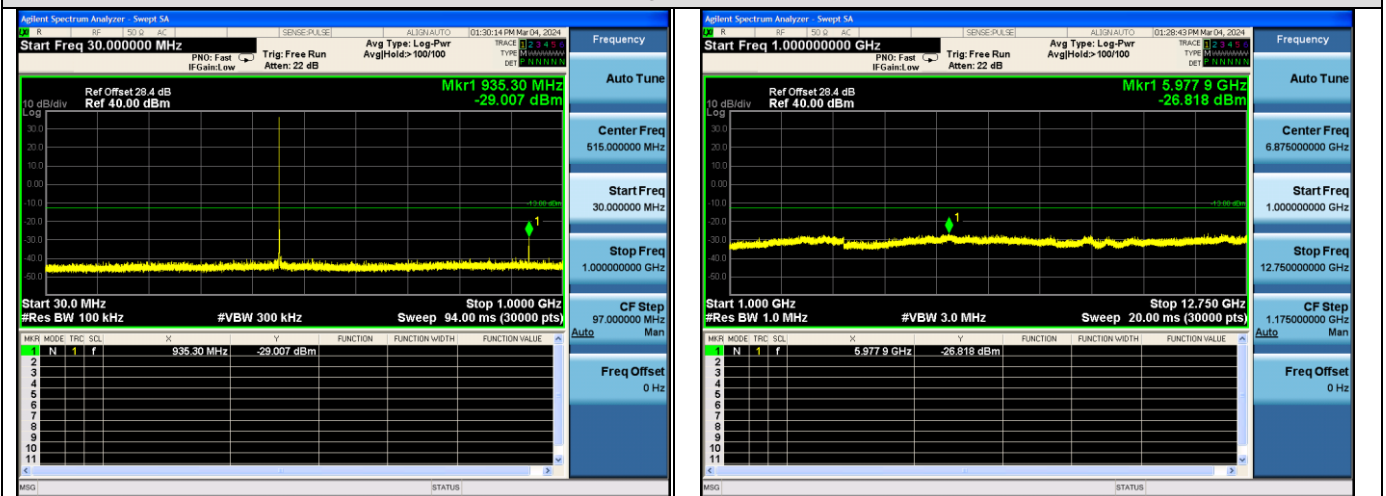 Agilent Spectrum Analyzer - Swept SA
R RF 50 Ω AC SENSE:PULSE ALIGNAUTO 01:30:14 PM Mar 04, 2024
Start Freq 30.000000 MHz
PNO: Fast
IFGain:Low
Trig: Free Run
Atten: 22 dB
Avg Type: Log-Pwr
Avg|Hold:>100/100
TRACE 1 2 3 4 5 6
TYPE M
DET P N N N N N
Ref Offset 28.4 dB
Ref 40.00 dBm
10 dB/div
Log
Mkr1 935.30 MHz
-29.007 dBm
30.0
20.0
10.0
0.00
-10.0
-20.0
-30.0
-40.0
-50.0
-13.00 dBm
1
Start 30.0 MHz
Stop 1.0000 GHz
#Res BW 100 kHz
#VBW 300 kHz
Sweep 94.00 ms (30000 pts)
MKR MODE TRC SCL X Y FUNCTION FUNCTION WIDTH FUNCTION VALUE
1 N 1 f 935.30 MHz -29.007 dBm
2
3
4
5
6
7
8
9
10
11
MSG STATUS
Frequency
Auto Tune
Center Freq
515.000000 MHz
Start Freq
30.000000 MHz
Stop Freq
1.000000000 GHz
CF Step
97.000000 MHz
Auto Man
Freq Offset
0 Hz
Agilent Spectrum Analyzer - Swept SA
R RF 50 Ω AC SENSE:PULSE ALIGNAUTO 01:28:43 PM Mar 04, 2024
Start Freq 1.000000000 GHz
PNO: Fast
IFGain:Low
Trig: Free Run
Atten: 22 dB
Avg Type: Log-Pwr
Avg|Hold:>100/100
TRACE 1 2 3 4 5 6
TYPE M
DET P N N N N N
Ref Offset 28.4 dB
Ref 40.00 dBm
10 dB/div
Log
Mkr1 5.977 9 GHz
-26.818 dBm
30.0
20.0
10.0
0.00
-10.0
-20.0
-30.0
-40.0
-50.0
-13.00 dBm
1
Start 1.000 GHz
Stop 12.750 GHz
#Res BW 1.0 MHz
#VBW 3.0 MHz
Sweep 20.00 ms (30000 pts)
MKR MODE TRC SCL X Y FUNCTION FUNCTION WIDTH FUNCTION VALUE
1 N 1 f 5.977 9 GHz -26.818 dBm
2
3
4
5
6
7
8
9
10
11
MSG STATUS
Frequency
Auto Tune
Center Freq
6.875000000 GHz
Start Freq
1.000000000 GHz
Stop Freq
12.750000000 GHz
CF Step
1.175000000 GHz
Auto Man
Freq Offset
0 Hz